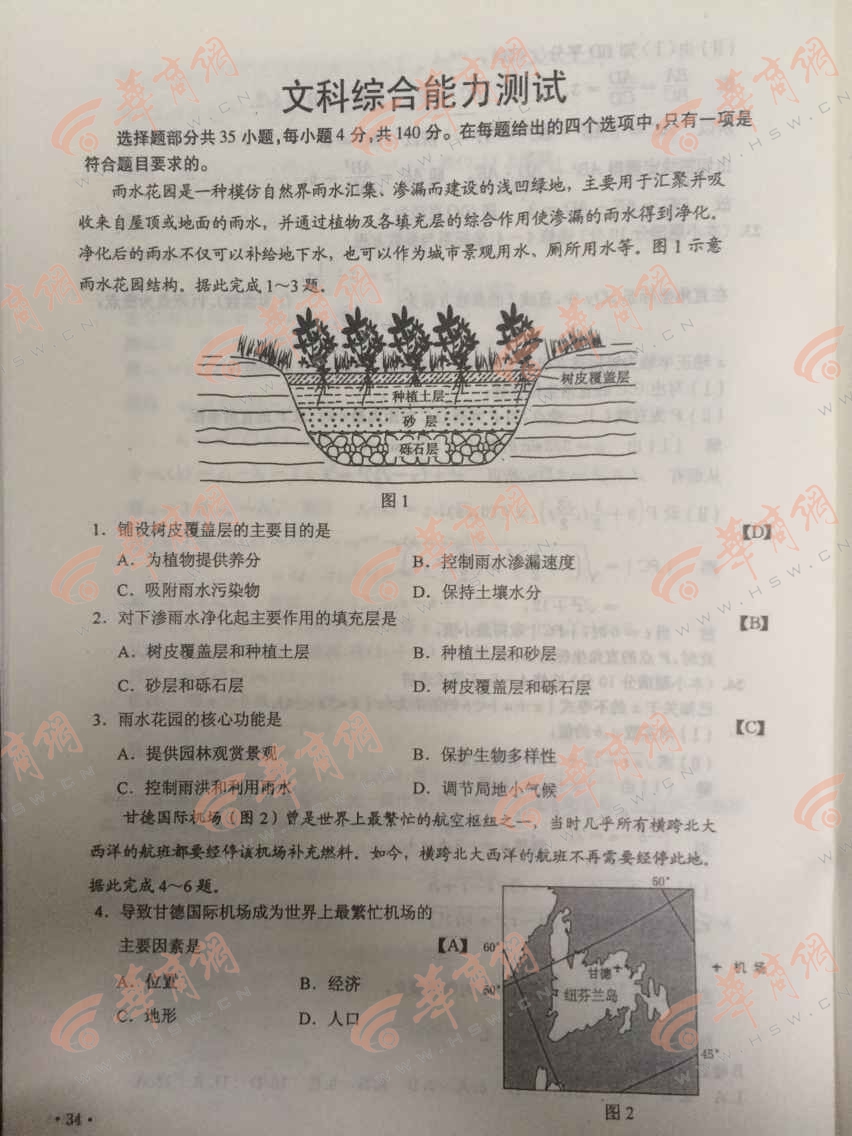 文科综合能力测试
选择题部分共35小题,每小题4分,共140分。在每题给出的四个选项中,只有一项是
符合题目要求的。
雨水花园是一种模仿自然界雨水汇集、渗漏而建设的浅凹绿地，主要用于汇聚并吸
收来自屋顶或地面的雨水，并通过植物及各填充层的综合作用使渗漏的雨水得到净化。
净化后的雨水不仅可以补给地下水，也可以作为城市景观用水、厕所用水等。图1示意
雨水花园结构。据此完成1～3题。
树皮覆盖层
种植土层
砂 层
砾石层
图1
1. 铺设树皮覆盖层的主要目的是 【D】
A. 为植物提供养分 B. 控制雨水渗漏速度
C. 吸附雨水污染物 D. 保持土壤水分
2. 对下渗雨水净化起主要作用的填充层是 【B】
A. 树皮覆盖层和种植土层 B. 种植土层和砂层
C. 砂层和砾石层 D. 树皮覆盖层和砾石层
3. 雨水花园的核心功能是 【C】
A. 提供园林观赏景观 B. 保护生物多样性
C. 控制雨洪和利用雨水 D. 调节局地小气候
甘德国际机场（图2）曾是世界上最繁忙的航空枢纽之一，当时几乎所有横跨北大
西洋的航班都要经停该机场补充燃料。如今，横跨北大西洋的航班不再需要经停此地。
据此完成4～6题。
4. 导致甘德国际机场成为世界上最繁忙机场的
主要因素是 【A】
A. 位置 B. 经济
C. 地形 D. 人口
50°
60°
甘德
+ 机场
50°
纽芬兰岛
45°
图2
·34·
华商网
WWW.HSW.CN